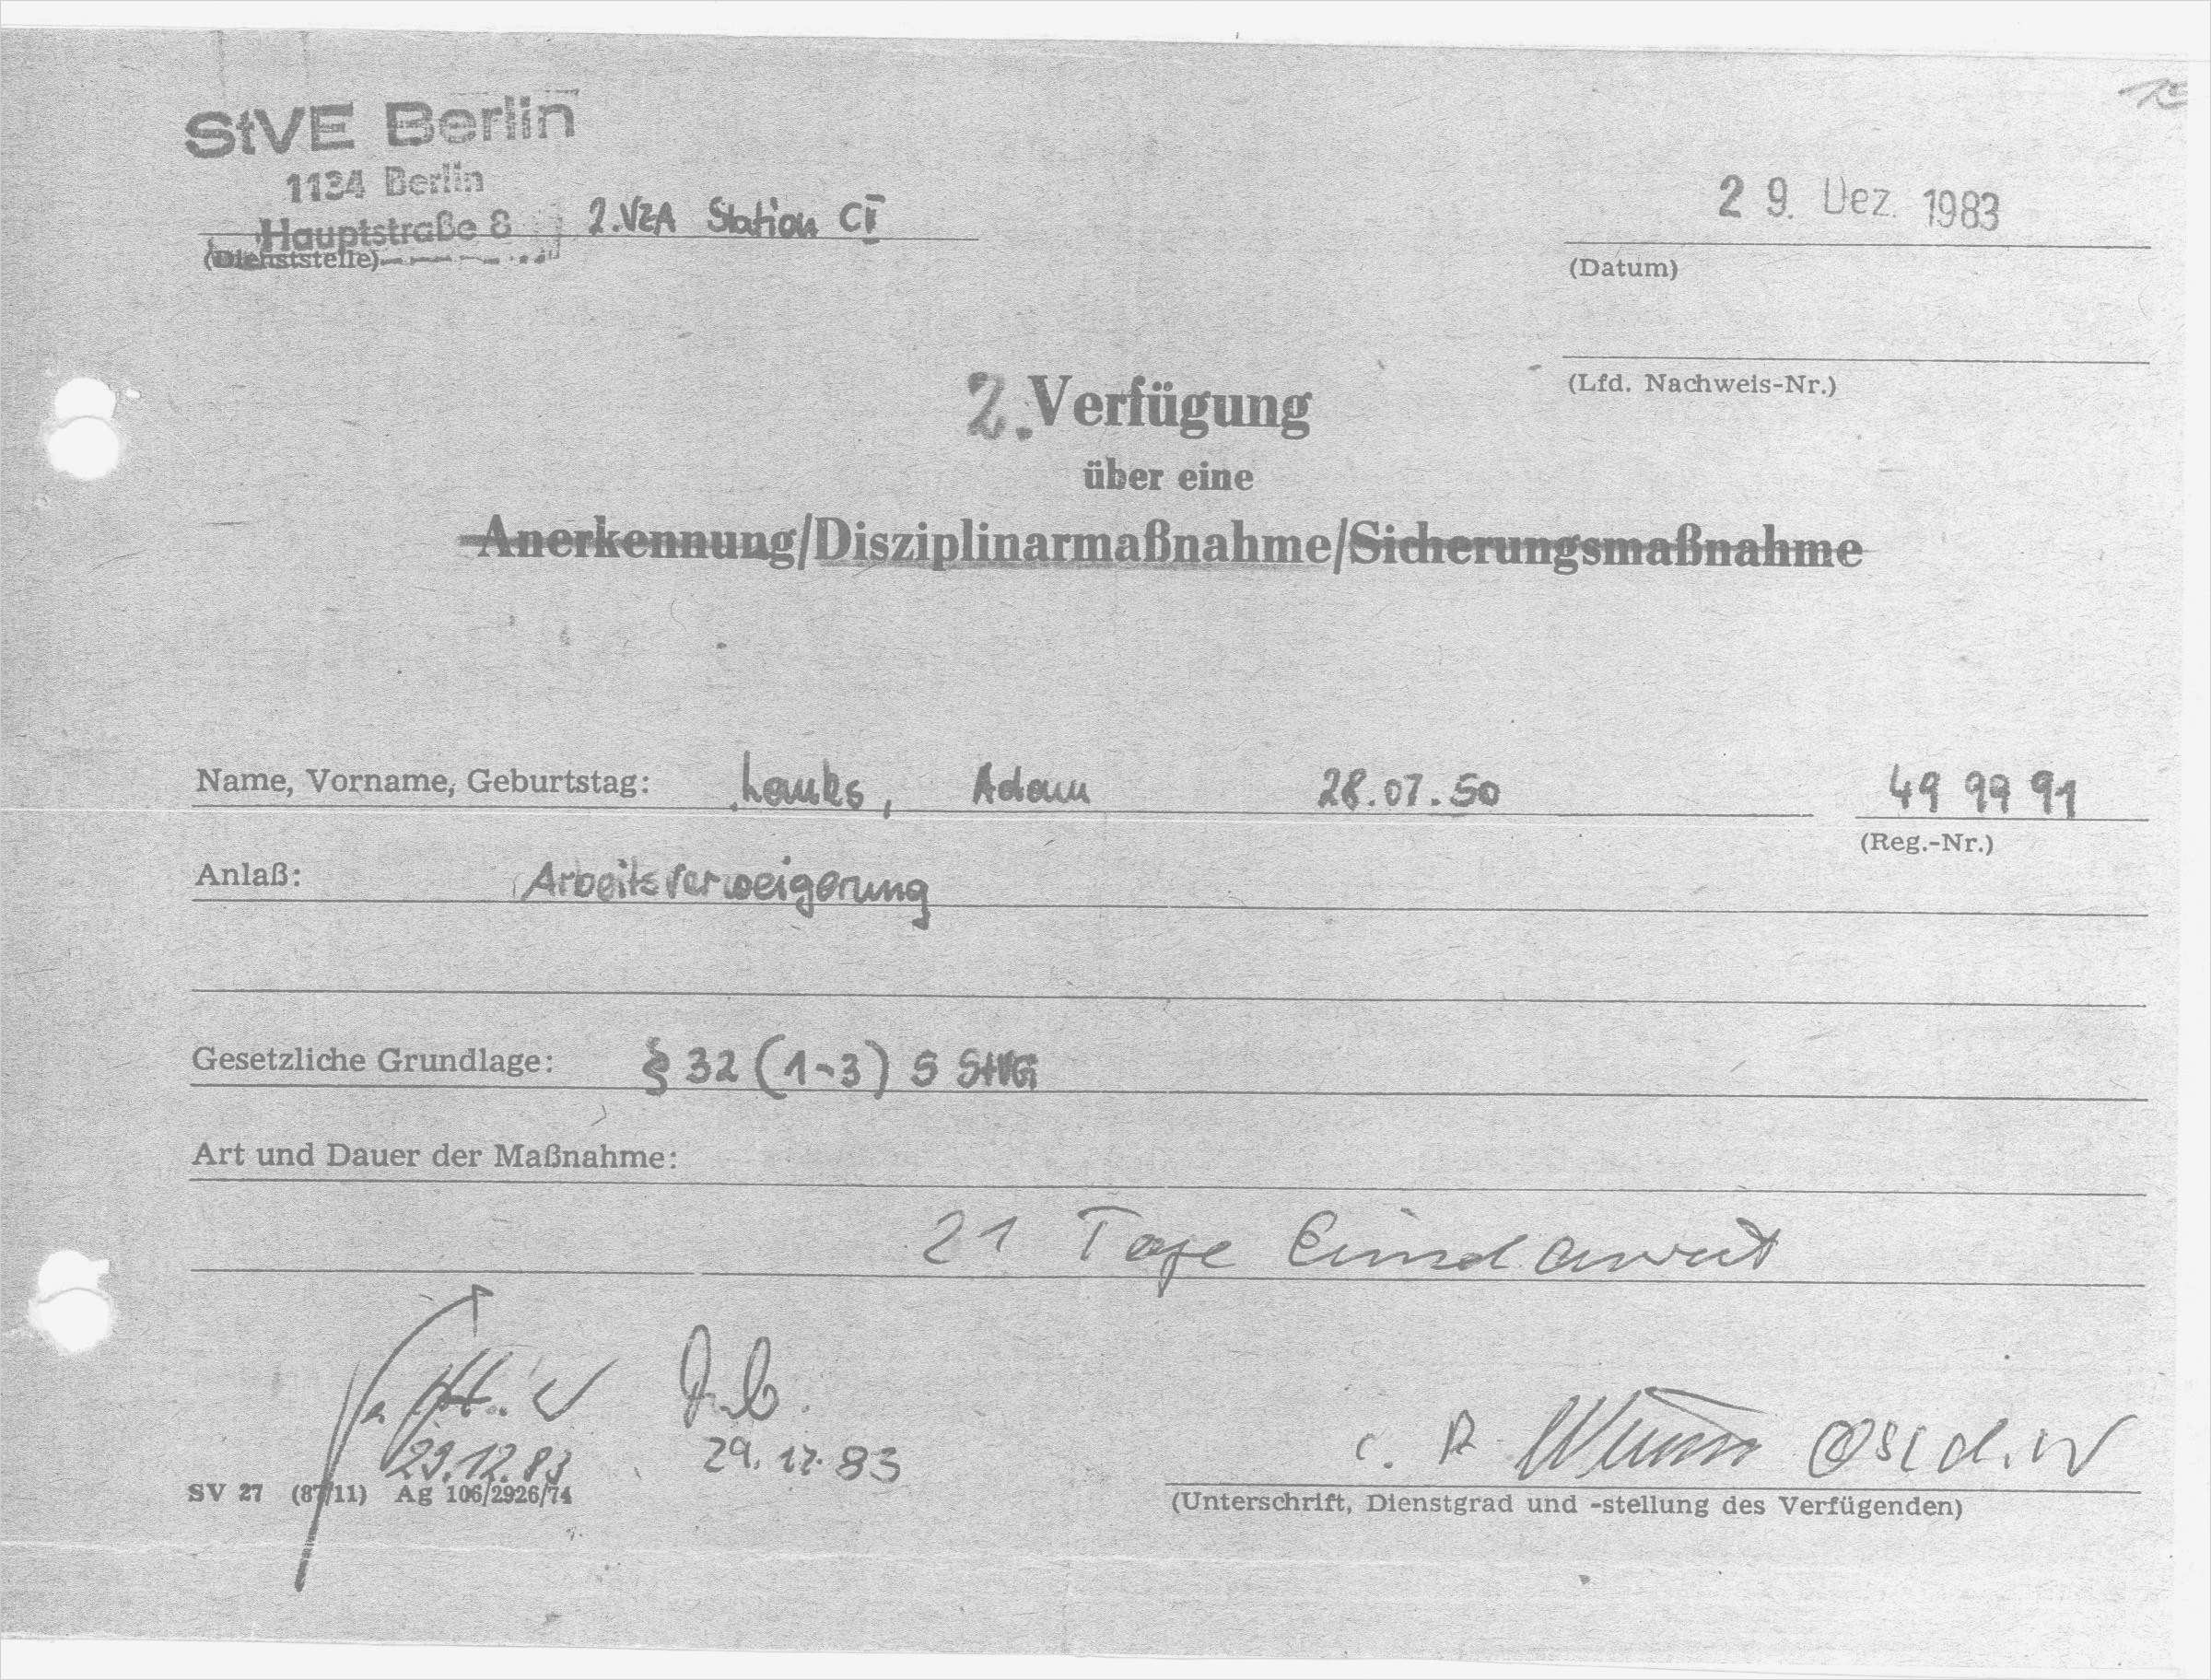 StVE Berlin
1134 Berlin
Hauptstraße 8 2.VZA Station CI
(Dienststelle)
29. Dez. 1983
(Datum)
(Lfd. Nachweis-Nr.)
2. Verfügung
über eine
Anerkennung/Disziplinarmaßnahme/Sicherungsmaßnahme
Name, Vorname, Geburtstag: Lauks, Adam 28.07.50 49 99 91
(Reg.-Nr.)
Anlaß: Arbeitsverweigerung
Gesetzliche Grundlage: § 32 (1-3) 5 StVG
Art und Dauer der Maßnahme:
21 Tage Einzelarrest
29.12.83 29.12.83
SV 27 (87/11) Ag 106/2926/74
(Unterschrift, Dienstgrad und -stellung des Verfügenden)